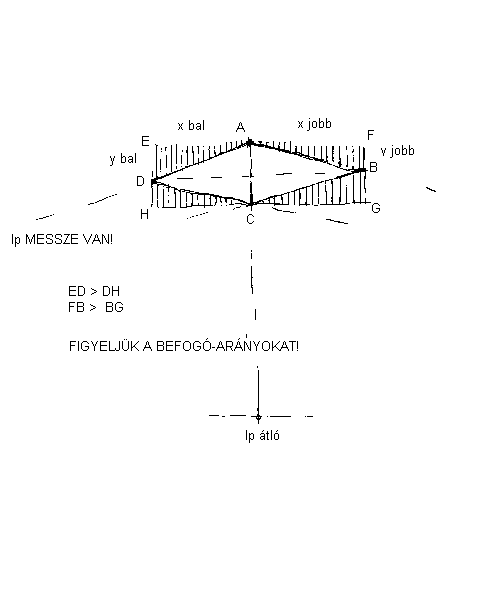 x bal
A
x jobb
E
F
y bal
y jobb
D
B
H
G
C
Ip MESSZE VAN!
ED > DH
FB > BG
FIGYELJÜK A BEFOGÓ-ARÁNYOKAT!
Ip átló